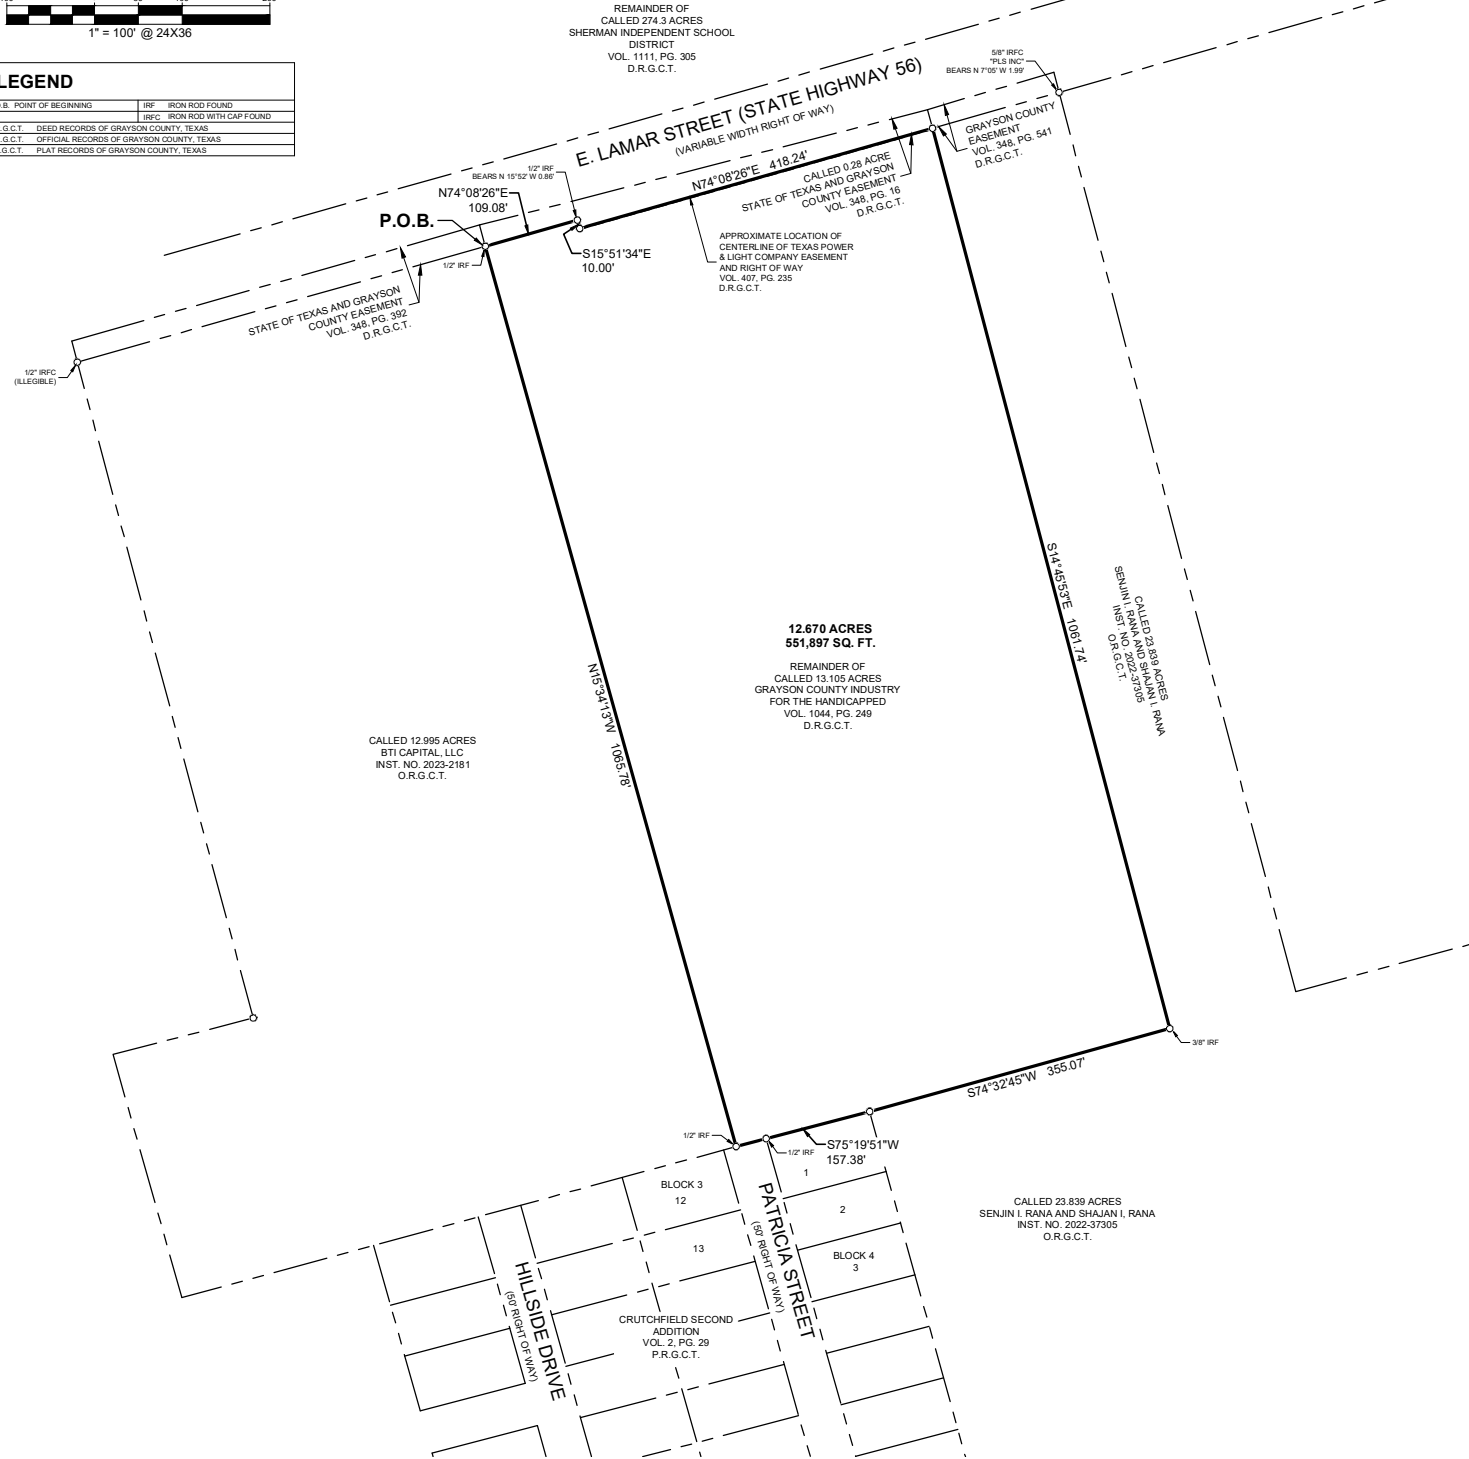 1" = 100' @ 24X36
LEGEND
P.O.B. POINT OF BEGINNING
IRF IRON ROD FOUND
IRFC IRON ROD WITH CAP FOUND
.G.C.T. DEED RECORDS OF GRAYSON COUNTY, TEXAS
.G.C.T. OFFICIAL RECORDS OF GRAYSON COUNTY, TEXAS
.G.C.T. PLAT RECORDS OF GRAYSON COUNTY, TEXAS
REMAINDER OF
CALLED 274.3 ACRES
SHERMAN INDEPENDENT SCHOOL
DISTRICT
VOL. 1111, PG. 305
D.R.G.C.T.
5/8" IRFC
"PLS INC"
BEARS N 7°05' W 1.99'
E. LAMAR STREET (STATE HIGHWAY 56)
(VARIABLE WIDTH RIGHT OF WAY)
GRAYSON COUNTY
EASEMENT
VOL. 348, PG. 541
D.R.G.C.T.
1/2" IRF
BEARS N 15°52' W 0.86'
N74°08'26"E
109.08'
P.O.B.
N74°08'26"E 418.24'
CALLED 0.28 ACRE
STATE OF TEXAS AND GRAYSON
COUNTY EASEMENT
VOL. 348, PG. 16
D.R.G.C.T.
S15°51'34"E
10.00'
1/2" IRF
APPROXIMATE LOCATION OF
CENTERLINE OF TEXAS POWER
& LIGHT COMPANY EASEMENT
AND RIGHT OF WAY
VOL. 407, PG. 235
D.R.G.C.T.
STATE OF TEXAS AND GRAYSON
COUNTY EASEMENT
VOL. 348, PG. 392
D.R.G.C.T.
1/2" IRFC
(ILLEGIBLE)
S14°45'53"E 1061.74'
CALLED 23.839 ACRES
SENJIN I. RANA AND SHAJAN I, RANA
INST. NO. 2022-37305
O.R.G.C.T.
12.670 ACRES
551,897 SQ. FT.
REMAINDER OF
CALLED 13.105 ACRES
GRAYSON COUNTY INDUSTRY
FOR THE HANDICAPPED
VOL. 1044, PG. 249
D.R.G.C.T.
N15°34'13"W 1065.78'
CALLED 12.995 ACRES
BTI CAPITAL, LLC
INST. NO. 2023-2181
O.R.G.C.T.
3/8" IRF
S74°32'45"W 355.07'
1/2" IRF
1/2" IRF
S75°19'51"W
157.38'
BLOCK 3
12
13
1
2
BLOCK 4
3
PATRICIA STREET
(50' RIGHT OF WAY)
CALLED 23.839 ACRES
SENJIN I. RANA AND SHAJAN I, RANA
INST. NO. 2022-37305
O.R.G.C.T.
HILLSIDE DRIVE
(50' RIGHT OF WAY)
CRUTCHFIELD SECOND
ADDITION
VOL. 2, PG. 29
P.R.G.C.T.